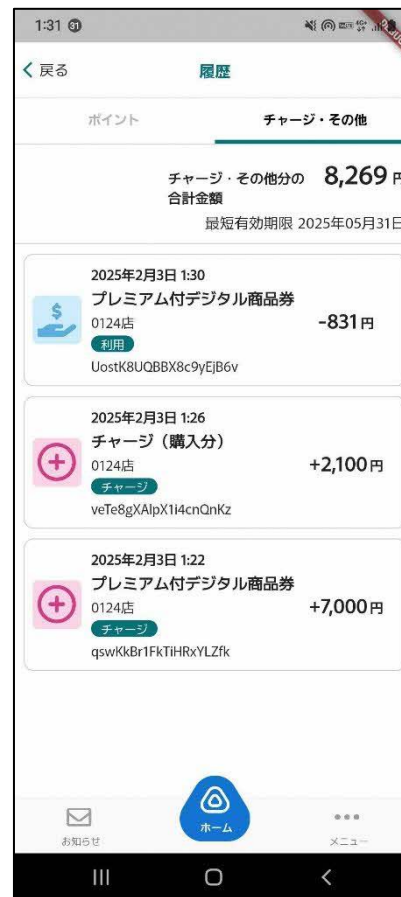 1:31 31
戻る 履歴
ポイント チャージ・その他
チャージ・その他分の 8,269 円
合計金額
最短有効期限 2025年05月31日
2025年2月3日 1:30
プレミアム付デジタル商品券
0124店 -831円
利用
UostK8UQBBX8c9yEjB6v
2025年2月3日 1:26
チャージ（購入分）
0124店 +2,100円
チャージ
veTe8gXAlpX1i4cnQnKz
2025年2月3日 1:22
プレミアム付デジタル商品券
0124店 +7,000円
チャージ
qswKkBr1FkTiHRxYLZfk
お知らせ ホーム メニュー